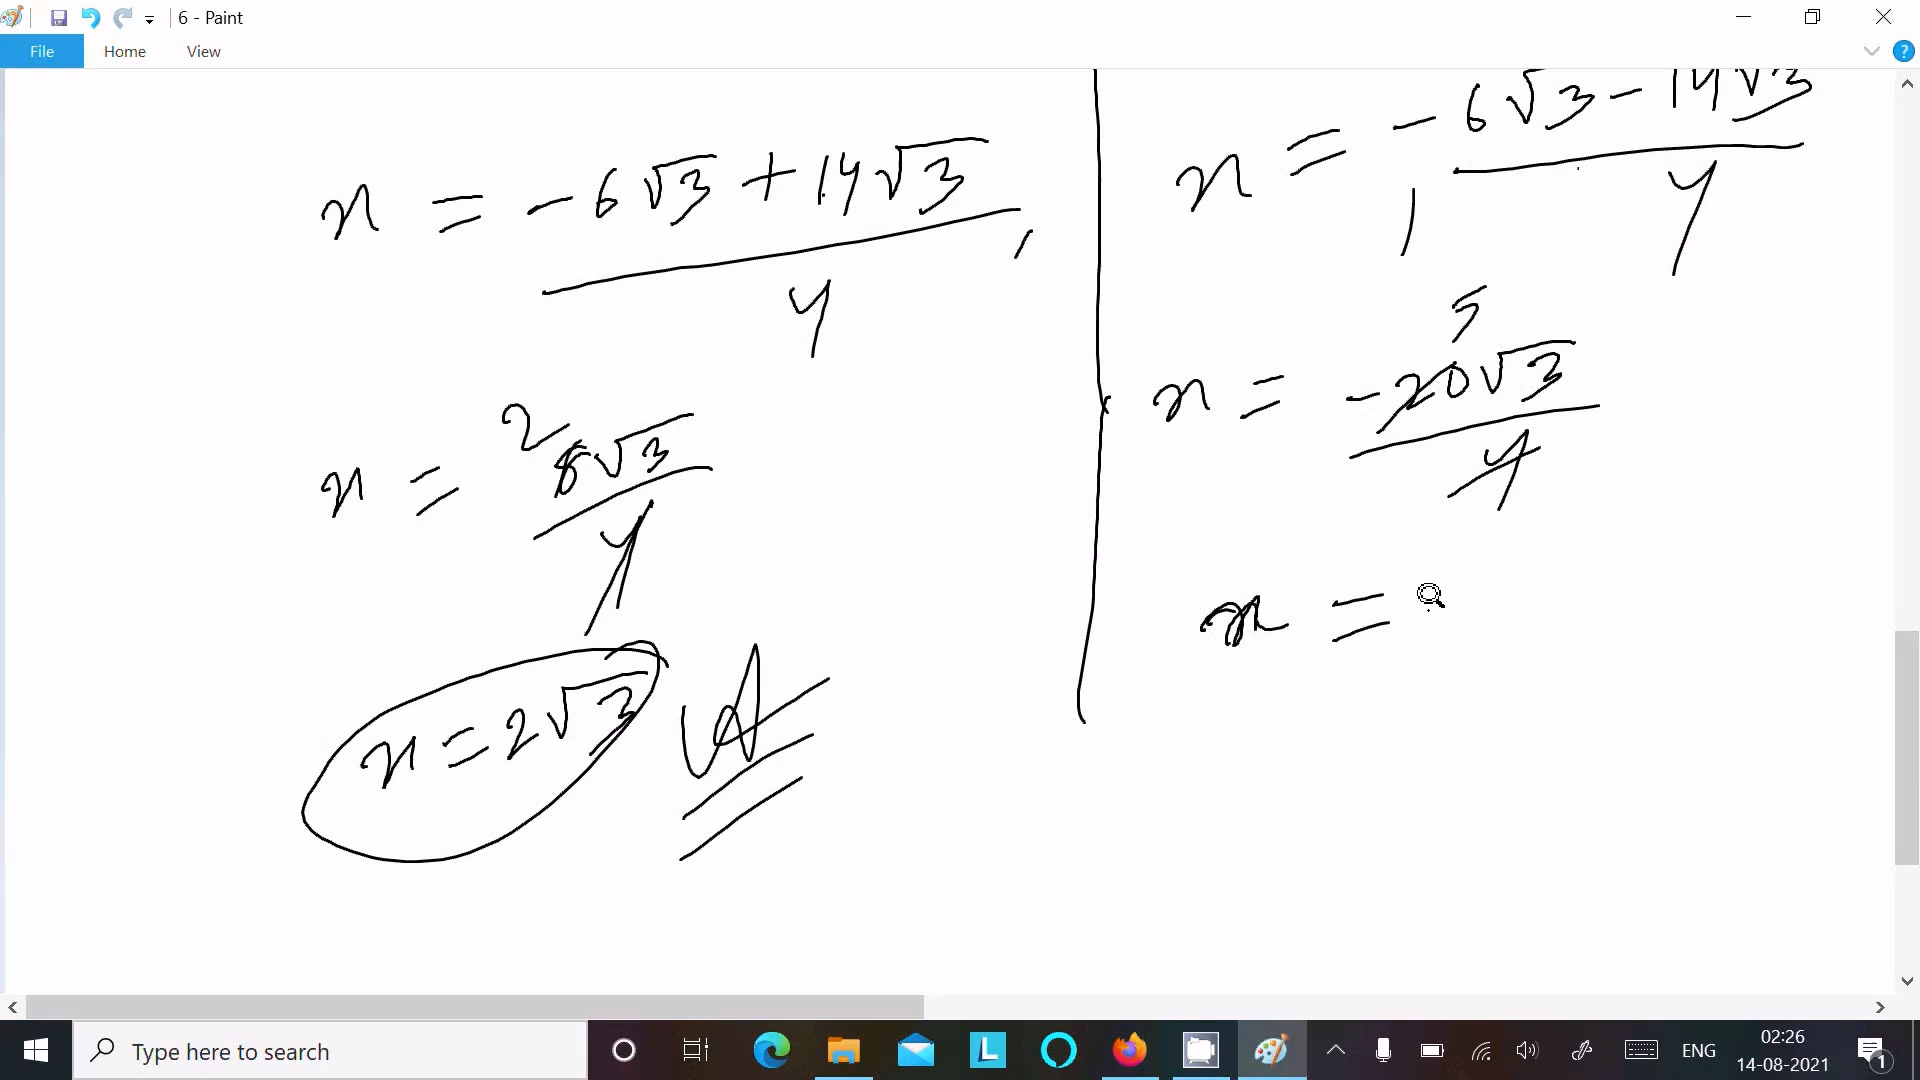 6 - Paint
File Home View
x = -6√3 + 14√3
4
2
x = 8√3
4
x = 2√3
x = -6√3 - 14√3
4
5
x = -20√3
4
x =
Type here to search
ENG
02:26
14-08-2021
1